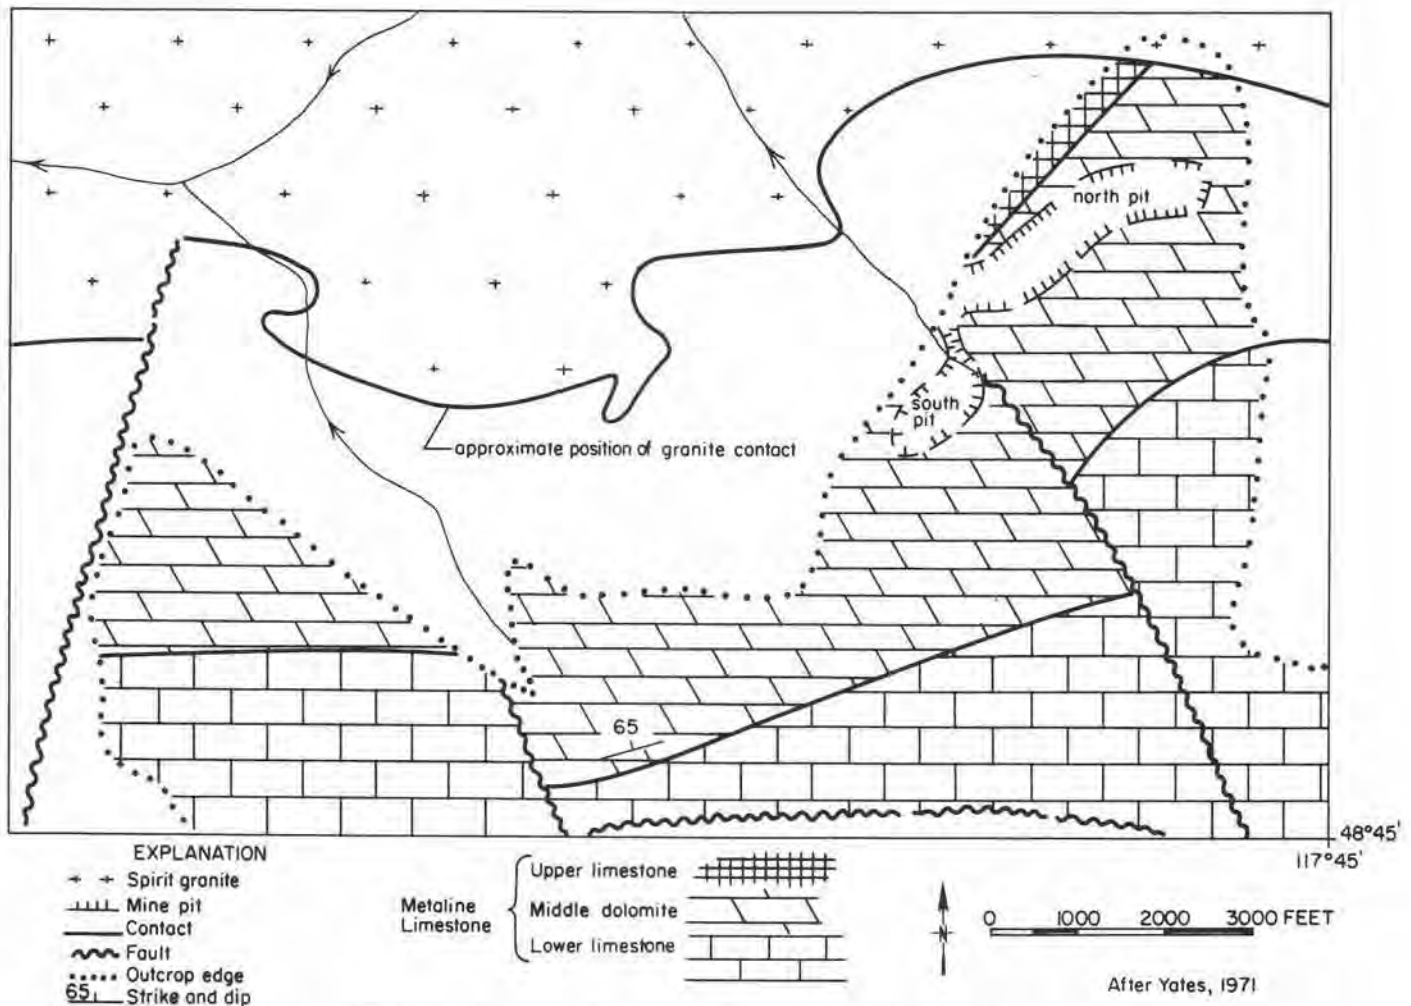 north pit
south
pit
approximate position of granite contact
65
48°45'
117°45'
EXPLANATION
Spirit granite
Mine pit
Contact
Fault
Outcrop edge
65 Strike and dip
Metaline
Limestone
Upper limestone
Middle dolomite
Lower limestone
N
0 1000 2000 3000 FEET
After Yates, 1971